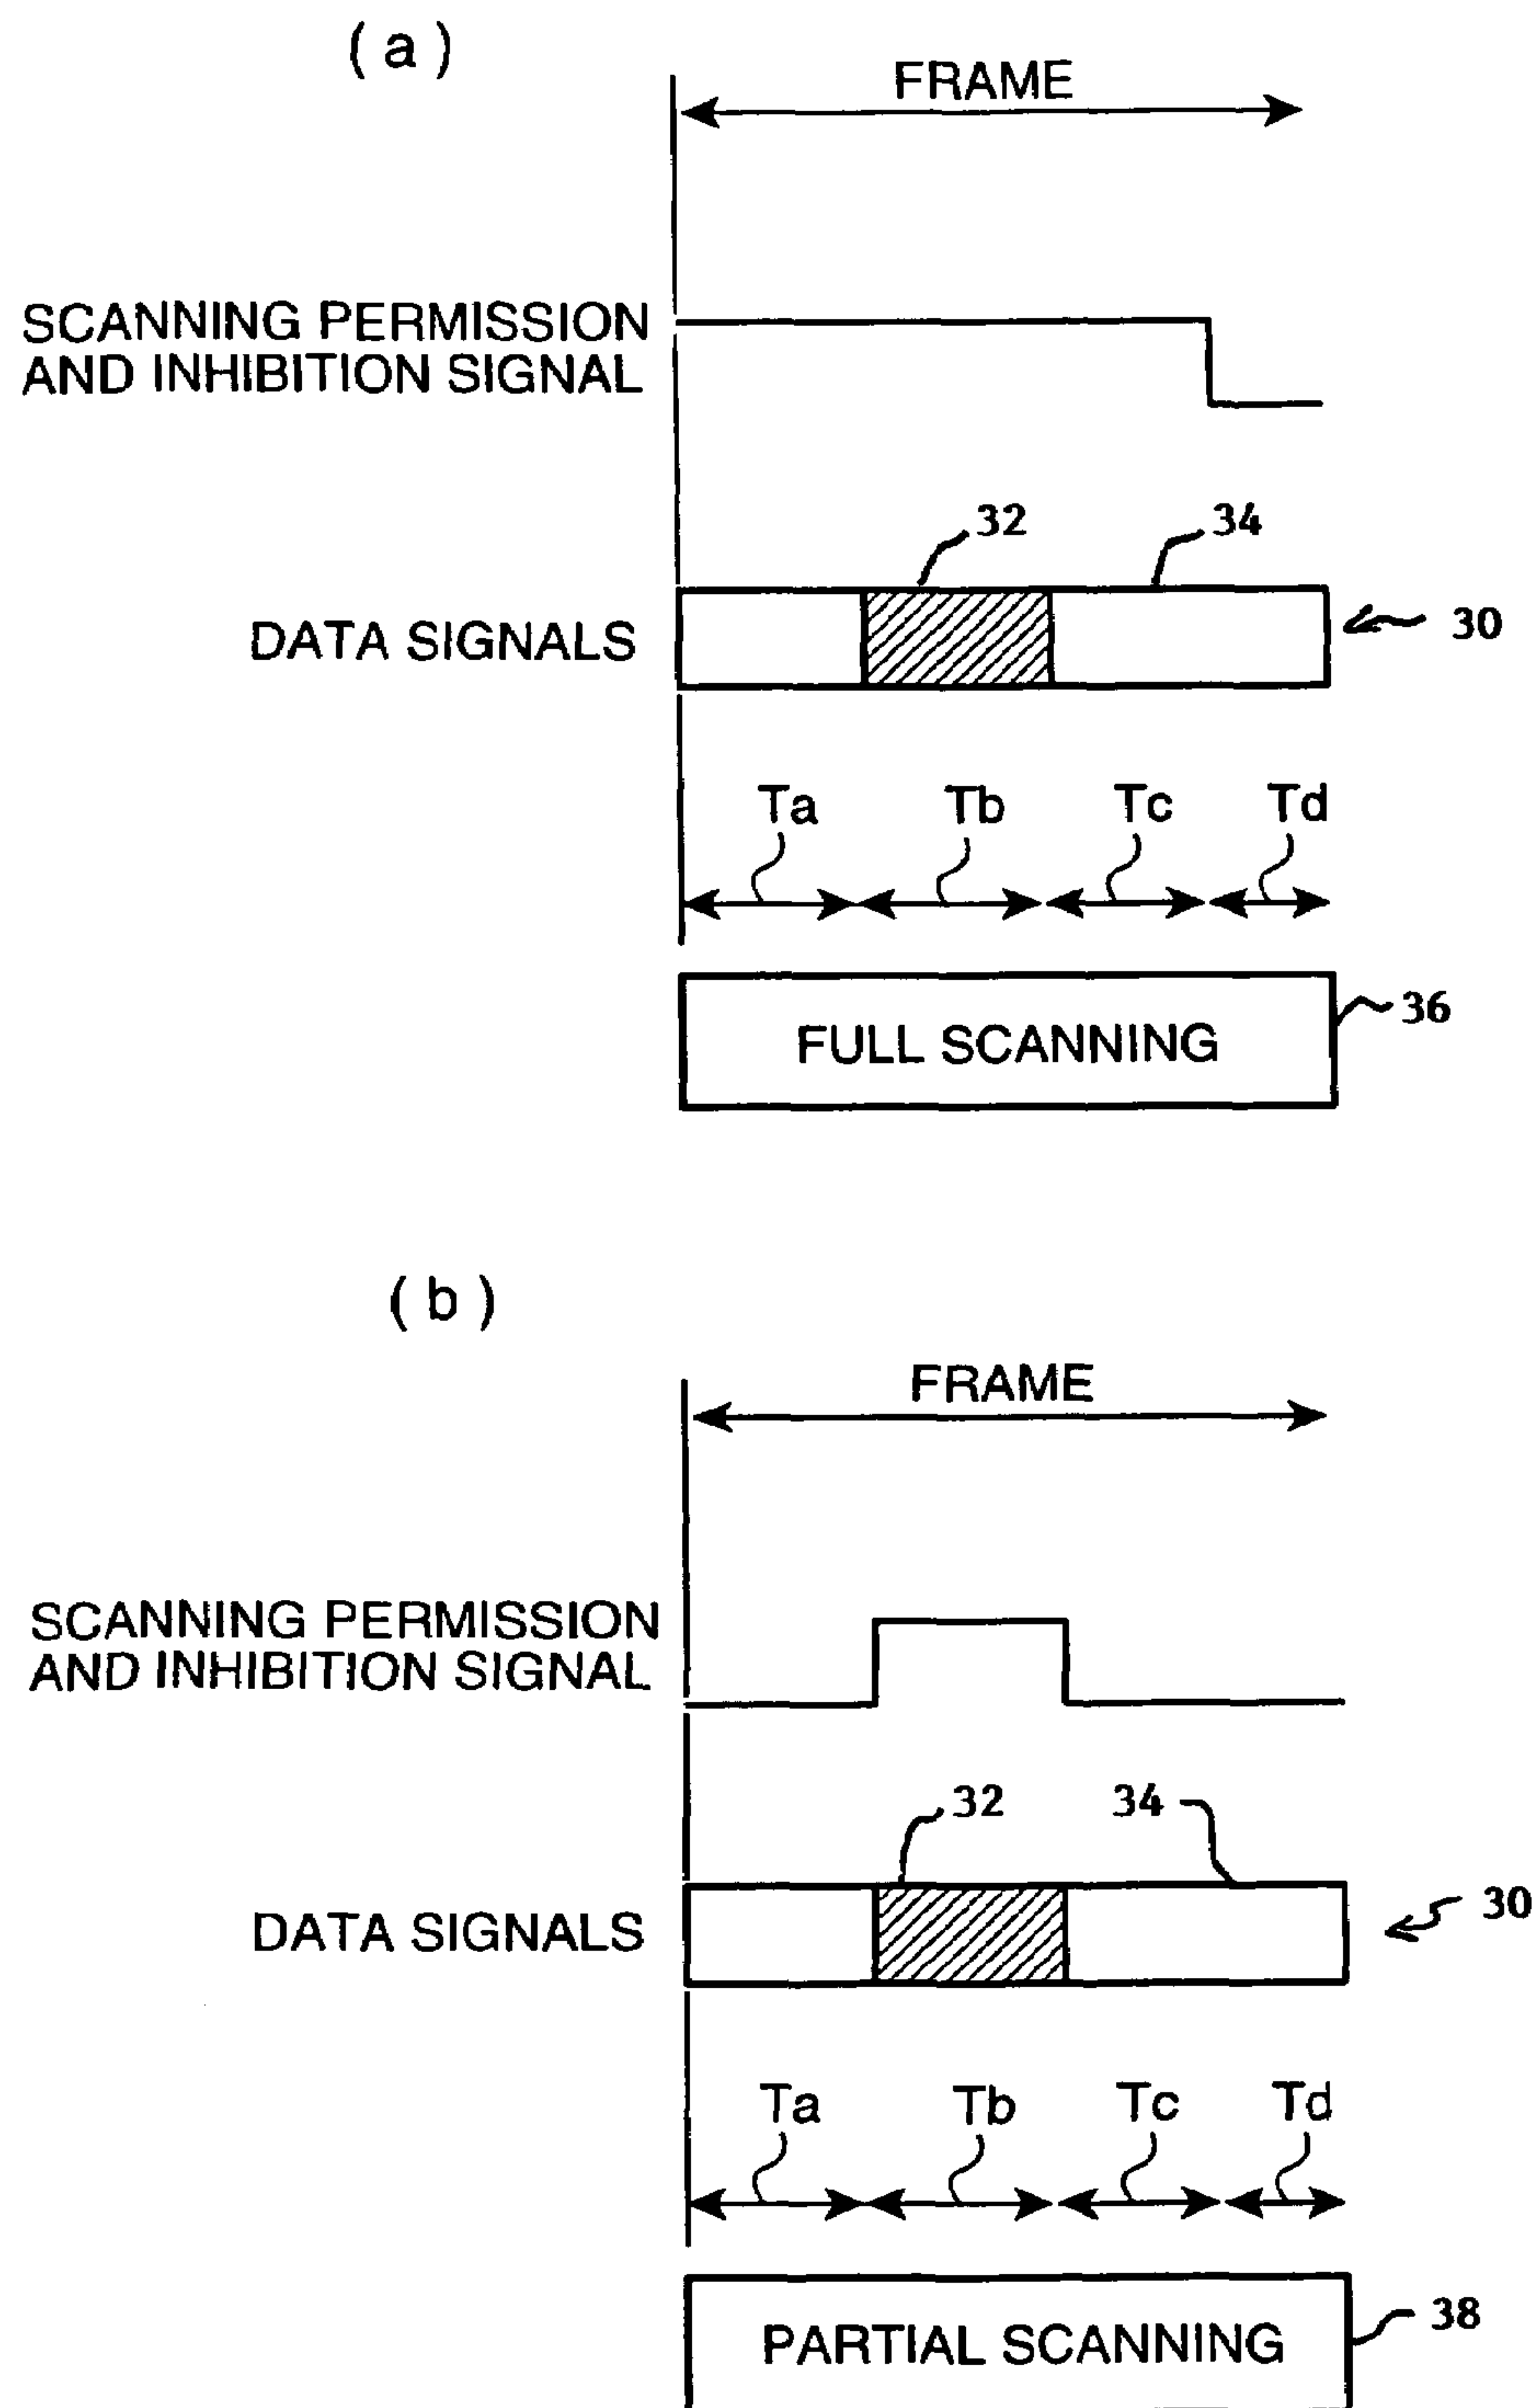 ( a )
FRAME
SCANNING PERMISSION
AND INHIBITION SIGNAL
32
34
DATA SIGNALS
30
Ta
Tb
Tc
Td
FULL SCANNING
36
( b )
FRAME
SCANNING PERMISSION
AND INHIBITION SIGNAL
32
34
DATA SIGNALS
30
Ta
Tb
Tc
Td
PARTIAL SCANNING
38